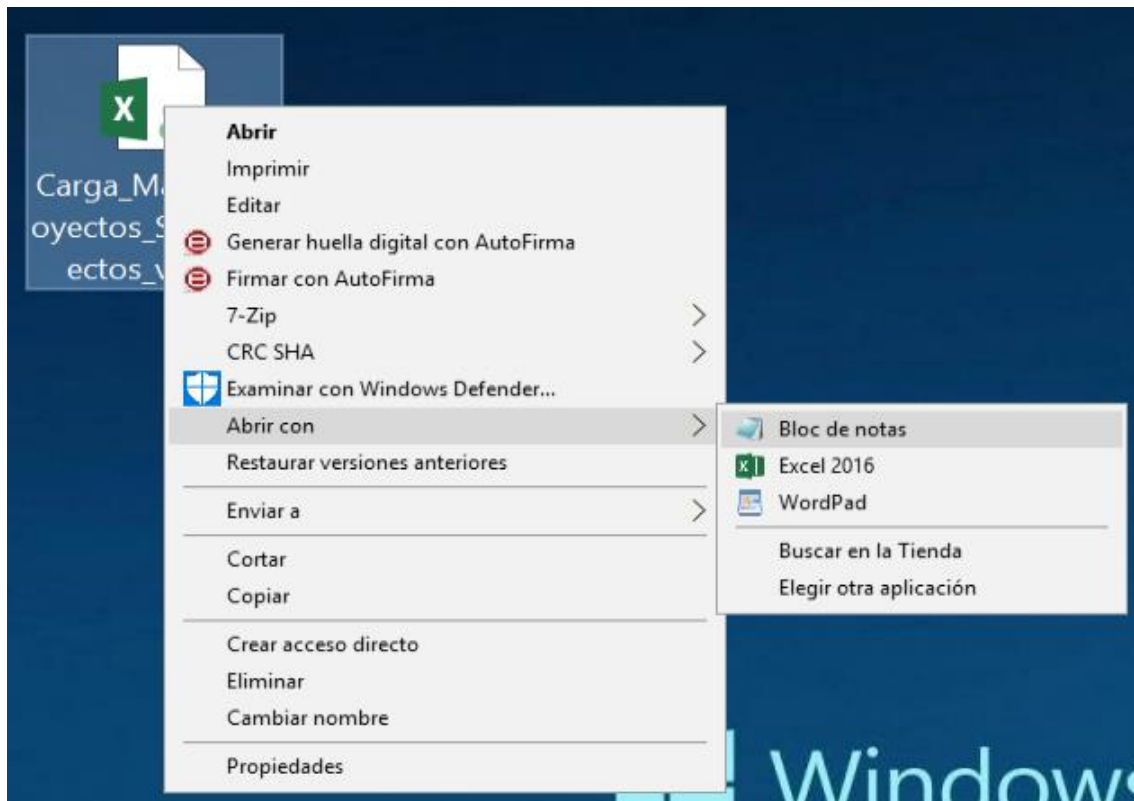 Carga_M
oyectos_S
ectos_v
Abrir
Imprimir
Editar
Generar huella digital con AutoFirma
Firmar con AutoFirma
7-Zip
CRC SHA
Examinar con Windows Defender...
Abrir con
Restaurar versiones anteriores
Enviar a
Cortar
Copiar
Crear acceso directo
Eliminar
Cambiar nombre
Propiedades
Bloc de notas
Excel 2016
WordPad
Buscar en la Tienda
Elegir otra aplicación
Windows